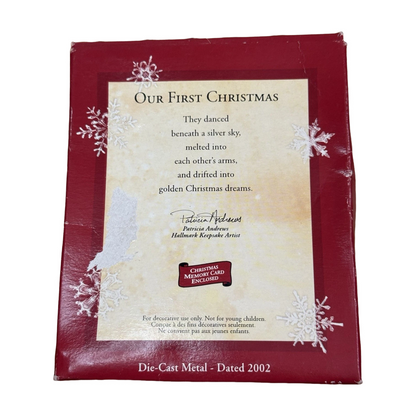 OUR FIRST CHRISTMAS
They danced
beneath a silver sky,
melted into
each other's arms,
and drifted into
golden Christmas dreams.
Patricia Andrews
Patricia Andrews
Hallmark Keepsake Artist
CHRISTMAS
MEMORY CARD
ENCLOSED
For decorative use only. Not for young children.
Conçu à des fins décoratives seulement.
Ne convient pas aux jeunes enfants.
Die-Cast Metal - Dated 2002